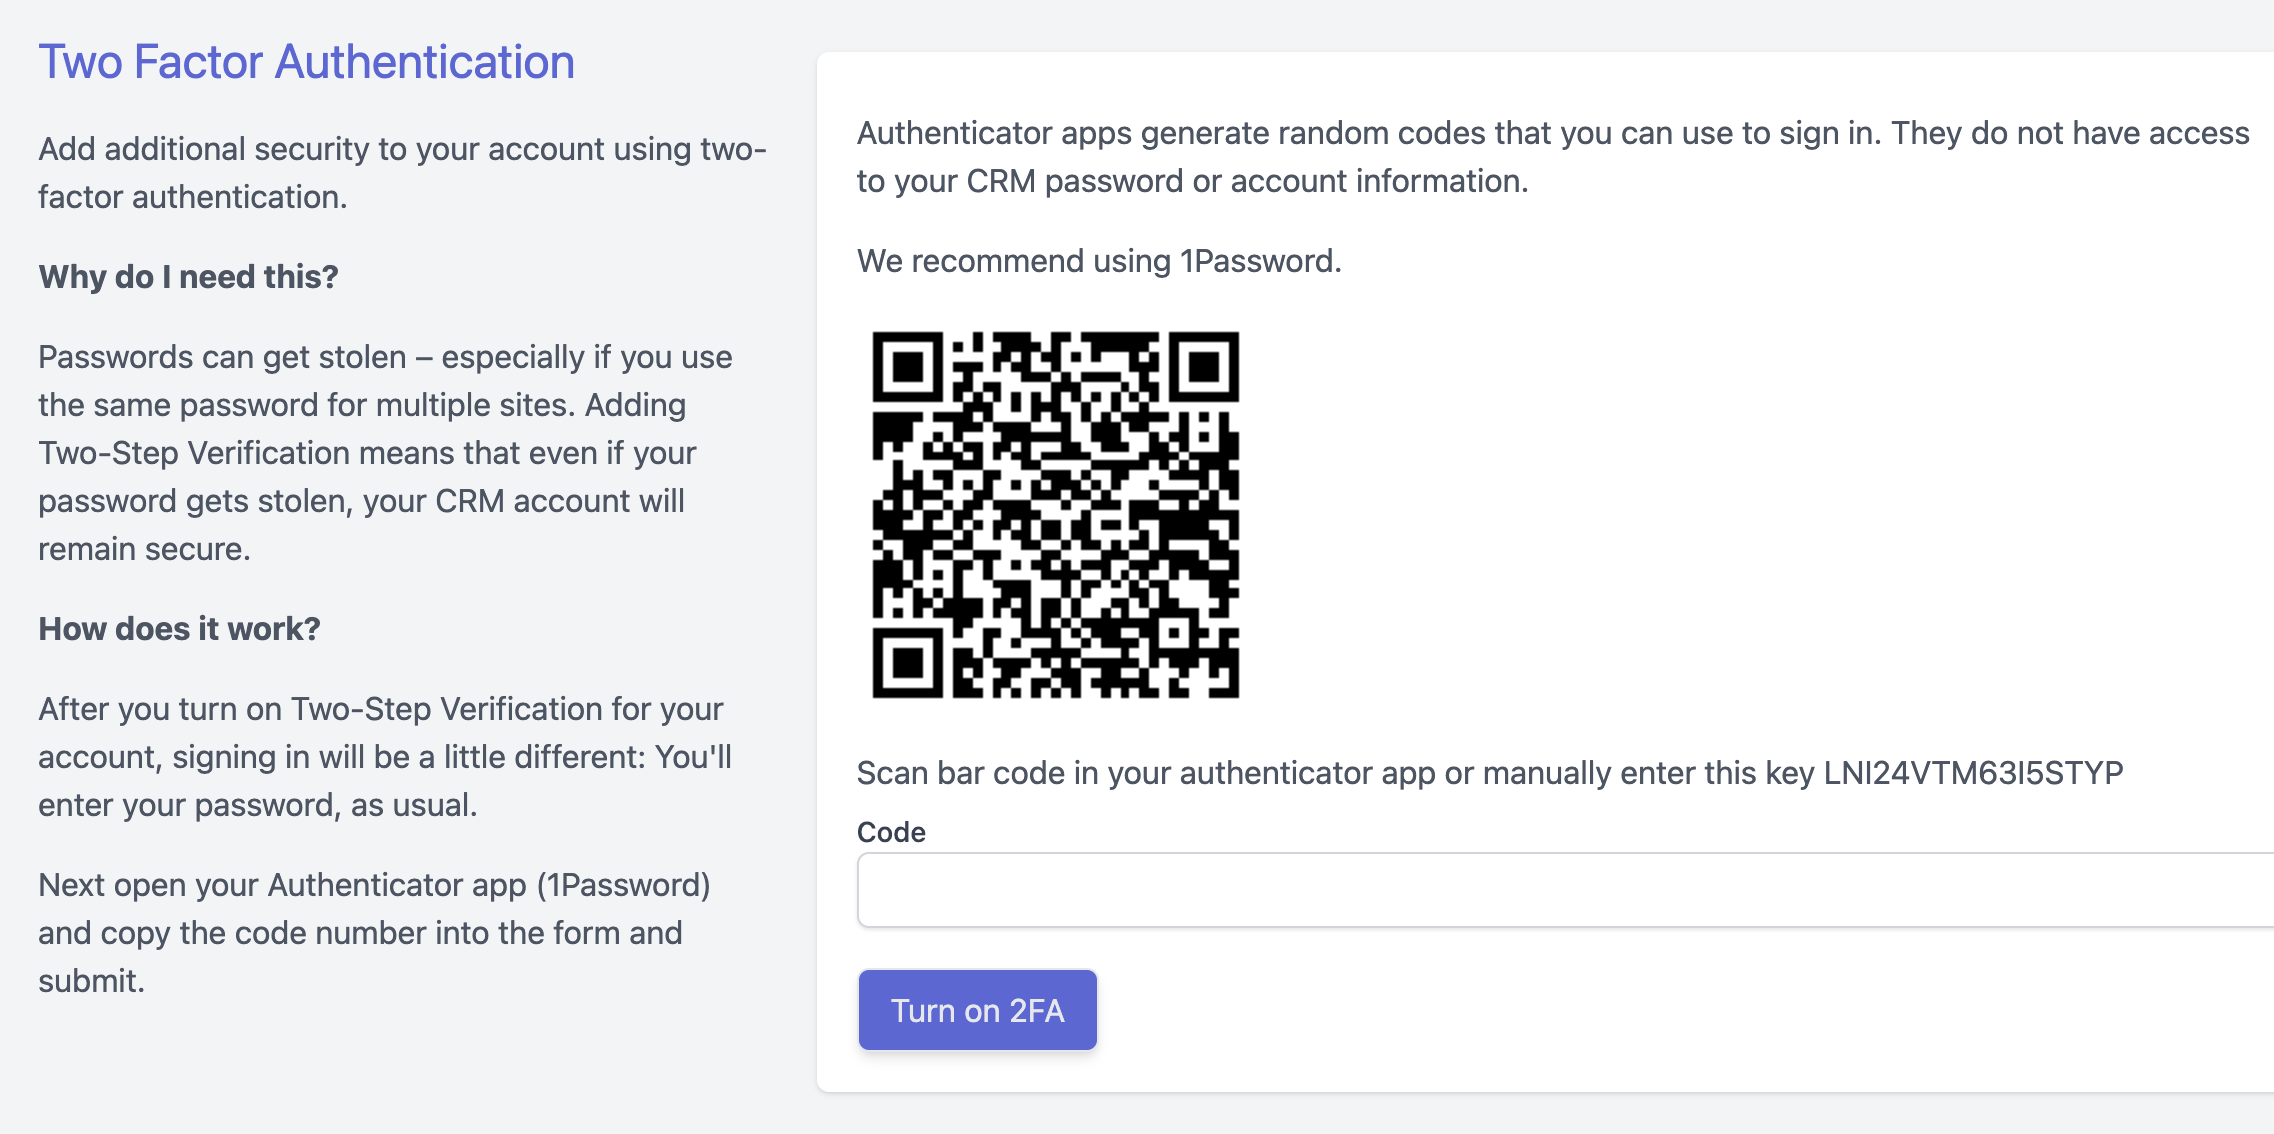 Two Factor Authentication
Add additional security to your account using two-
factor authentication.
Why do I need this?
Passwords can get stolen – especially if you use
the same password for multiple sites. Adding
Two-Step Verification means that even if your
password gets stolen, your CRM account will
remain secure.
How does it work?
After you turn on Two-Step Verification for your
account, signing in will be a little different: You'll
enter your password, as usual.
Next open your Authenticator app (1Password)
and copy the code number into the form and
submit.
Authenticator apps generate random codes that you can use to sign in. They do not have access
to your CRM password or account information.
We recommend using 1Password.
Scan bar code in your authenticator app or manually enter this key LNI24VTM63I5STYP
Code
Turn on 2FA